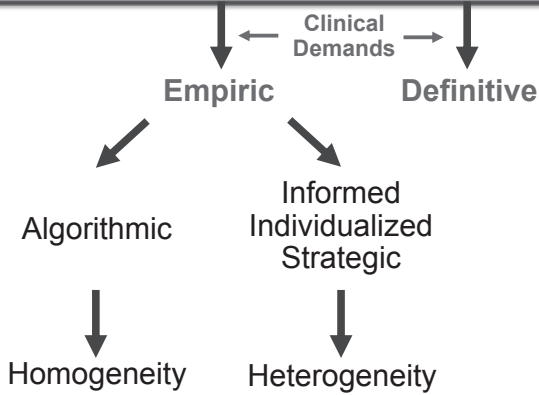 Clinical
Demands
Empiric
Definitive
Algorithmic
Informed
Individualized
Strategic
Homogeneity
Heterogeneity